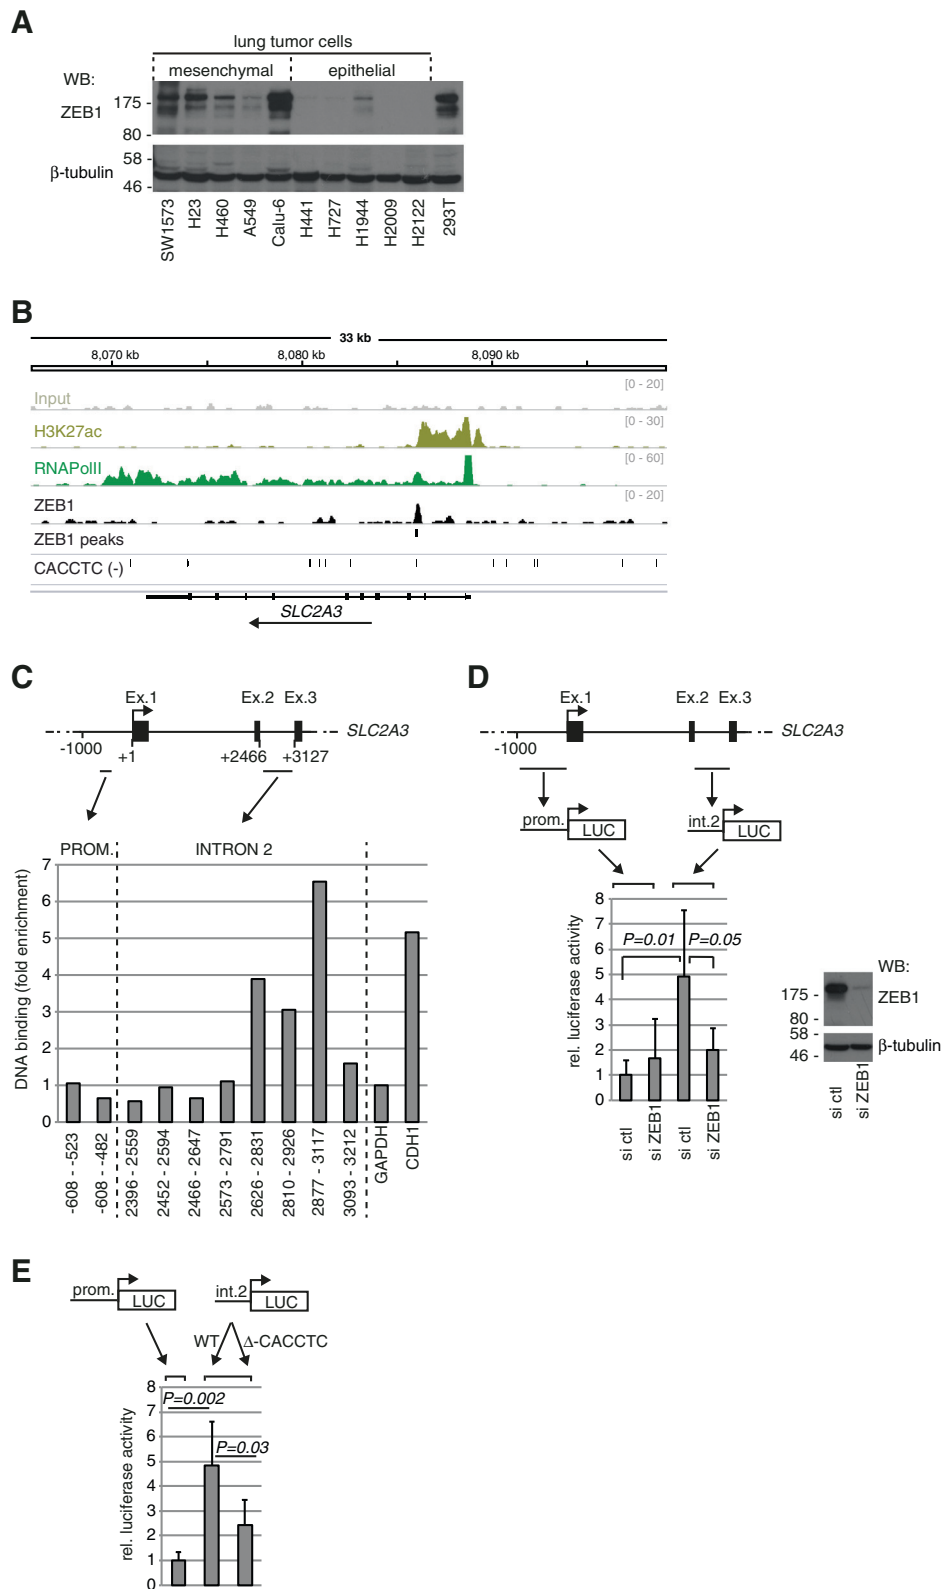 A
lung tumor cells
mesenchymal epithelial
WB:
ZEB1
175 -
80 -
58 -
β-tubulin
46 -
SW1573 H23 H460 A549 Calu-6 H441 H727 H1944 H2009 H2122 293T
B
33 kb
8,070 kb 8,080 kb 8,090 kb
Input [0 - 20]
H3K27ac [0 - 30]
RNAPolII [0 - 60]
ZEB1 [0 - 20]
ZEB1 peaks
CACCTC (-)
SLC2A3
C
Ex.1 Ex.2 Ex.3
SLC2A3
-1000 +1 +2466 +3127
PROM. INTRON 2
DNA binding (fold enrichment)
7
6
5
4
3
2
1
0
-608 - -523
-608 - -482
2396 - 2559
2452 - 2594
2466 - 2647
2573 - 2791
2626 - 2831
2810 - 2926
2877 - 3117
3093 - 3212
GAPDH
CDH1
D
Ex.1 Ex.2 Ex.3
SLC2A3
-1000
prom. LUC
int.2 LUC
rel. luciferase activity
8
7
6
5
4
3
2
1
0
P=0.01 P=0.05
si ctl
si ZEB1
si ctl
si ZEB1
WB:
175 -
ZEB1
80 -
58 -
46 -
β-tubulin
si ctl
si ZEB1
E
prom. LUC
int.2 LUC
WT Δ-CACCTC
rel. luciferase activity
8
7
6
5
4
3
2
1
0
P=0.002
P=0.03